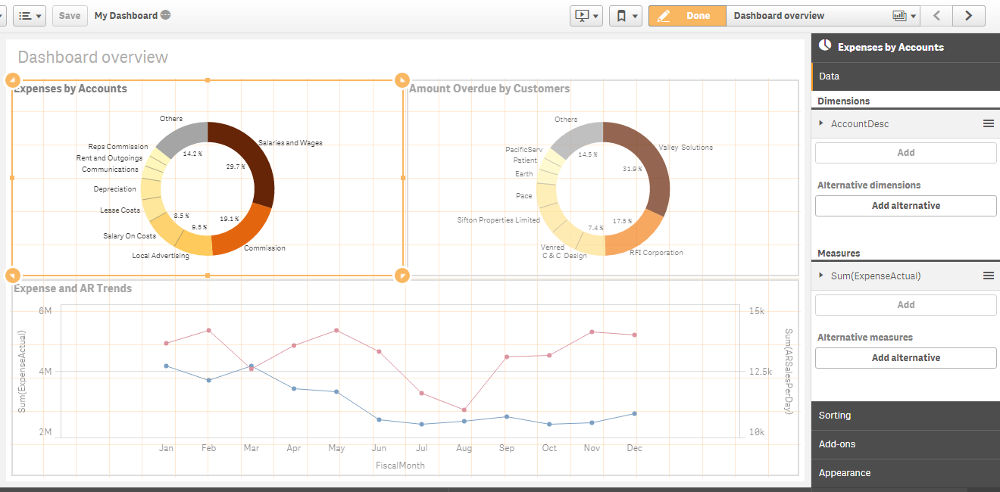 Save
My Dashboard
Done
Dashboard overview
Dashboard overview
Expenses by Accounts
Others
Salaries and Wages
Reps Commission
Rent and Outgoings
Communications
Depreciation
Lease Costs
Salary On Costs
Local Advertising
Commission
14.2 %
29.7 %
8.5 %
9.5 %
19.1 %
Amount Overdue by Customers
Others
Valley Solutions
PacificServ
Patient
Earth
Pace
Sifton Properties Limited
Venred
C & C Design
RFI Corporation
14.5 %
31.9 %
7.4 %
17.5 %
Expense and AR Trends
6M
4M
2M
Sum(ExpenseActual)
15k
12.5k
10k
Sum(ARSalesPerDay)
Jan Feb Mar Apr May Jun Jul Aug Sep Oct Nov Dec
FiscalMonth
Expenses by Accounts
Data
Dimensions
AccountDesc
Add
Alternative dimensions
Add alternative
Measures
Sum(ExpenseActual)
Add
Alternative measures
Add alternative
Sorting
Add-ons
Appearance